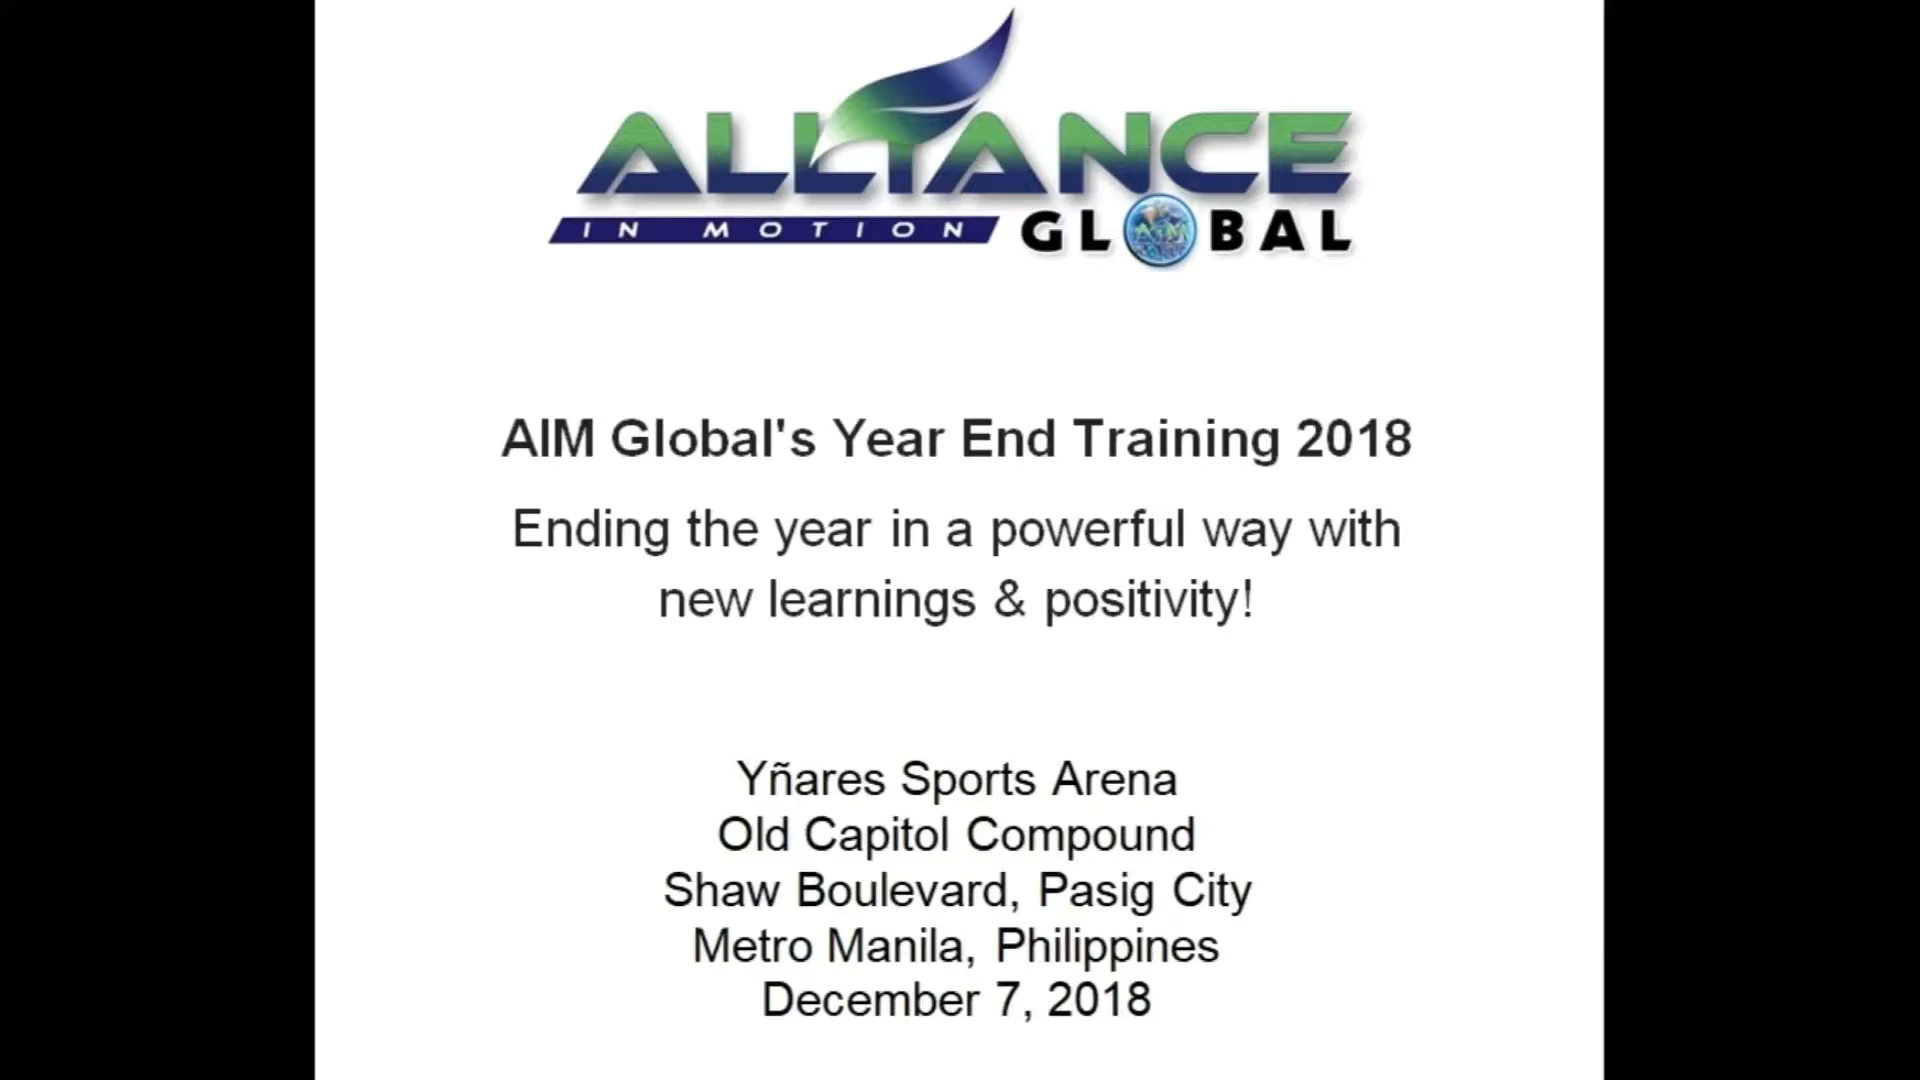 ALLIANCE
IN MOTION GLOBAL
AIM Global's Year End Training 2018
Ending the year in a powerful way with
new learnings & positivity!
Yñares Sports Arena
Old Capitol Compound
Shaw Boulevard, Pasig City
Metro Manila, Philippines
December 7, 2018